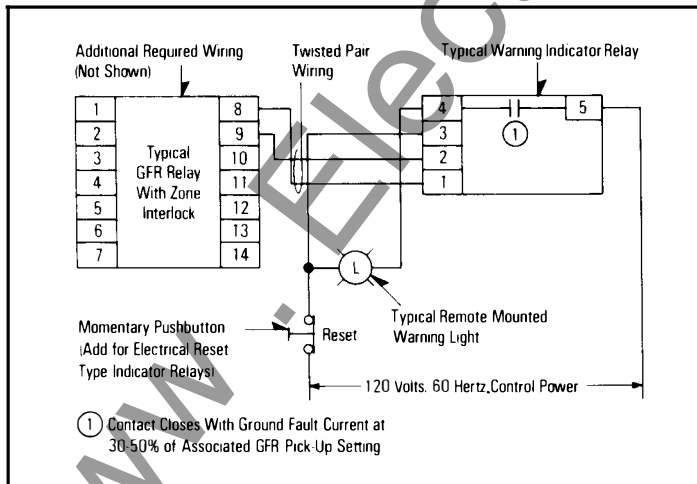 Additional Required Wiring
(Not Shown)
Twisted Pair
Wiring
Typical Warning Indicator Relay
1
2
3
4
5
6
7
Typical
GFR Relay
With Zone
Interlock
8
9
10
11
12
13
14
4
3
2
1
5
1
L
Momentary Pushbutton
(Add for Electrical Reset
Type Indicator Relays)
Reset
Typical Remote Mounted
Warning Light
120 Volts. 60 Hertz.Control Power
1 Contact Closes With Ground Fault Current at
30-50% of Associated GFR Pick-Up Setting
www. Elec